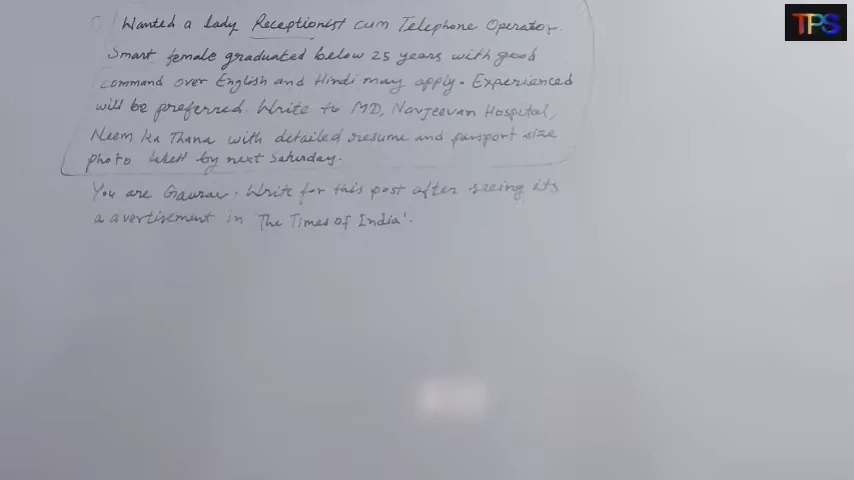 TPS
Wanted a lady Receptionist cum Telephone Operator.
Smart female graduated below 25 years with good
command over English and Hindi may apply. Experienced
will be preferred. Write to MD, Navjeevan Hospital,
Neem Ka Thana with detailed resume and passport size
photo latest by next Saturday.
You are Gaurav. Write for this post after seeing its
a avertisement in 'The Times of India'.